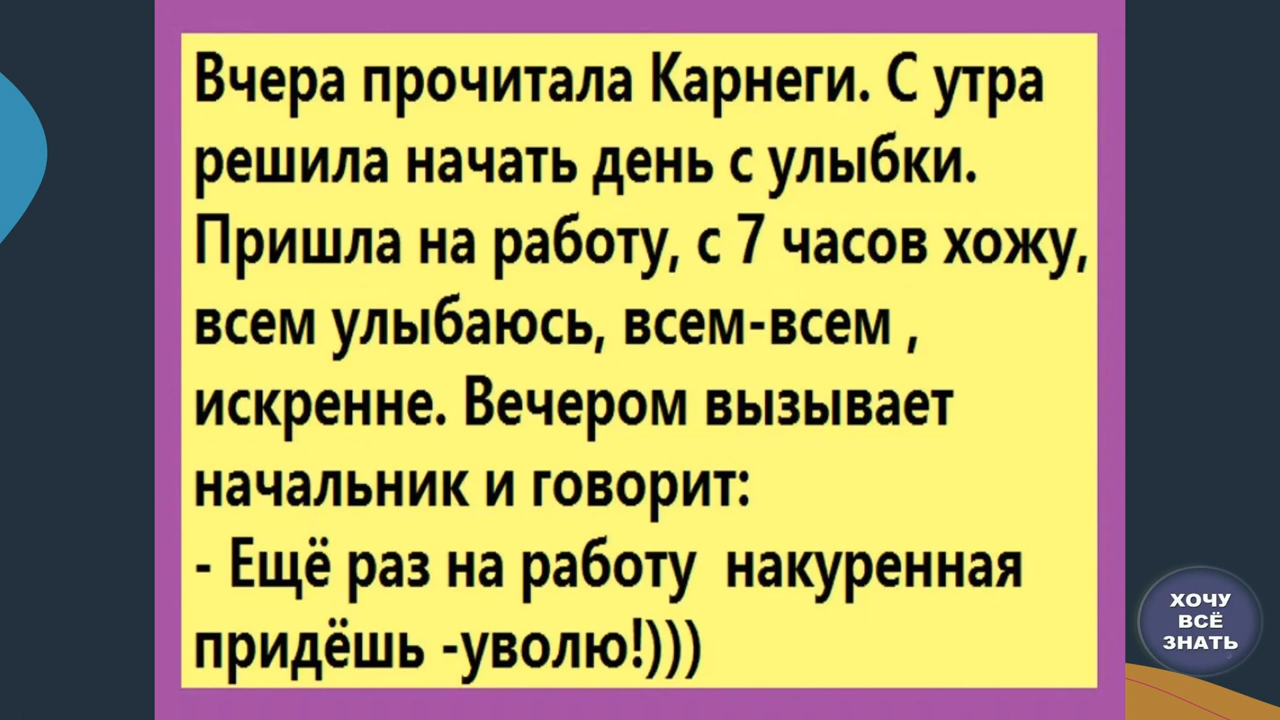 Вчера прочитала Карнеги. С утра
решила начать день с улыбки.
Пришла на работу, с 7 часов хожу,
всем улыбаюсь, всем-всем ,
искренне. Вечером вызывает
начальник и говорит:
- Ещё раз на работу  накуренная
придёшь -уволю!)))
ХОЧУ
ВСЁ
ЗНАТЬ